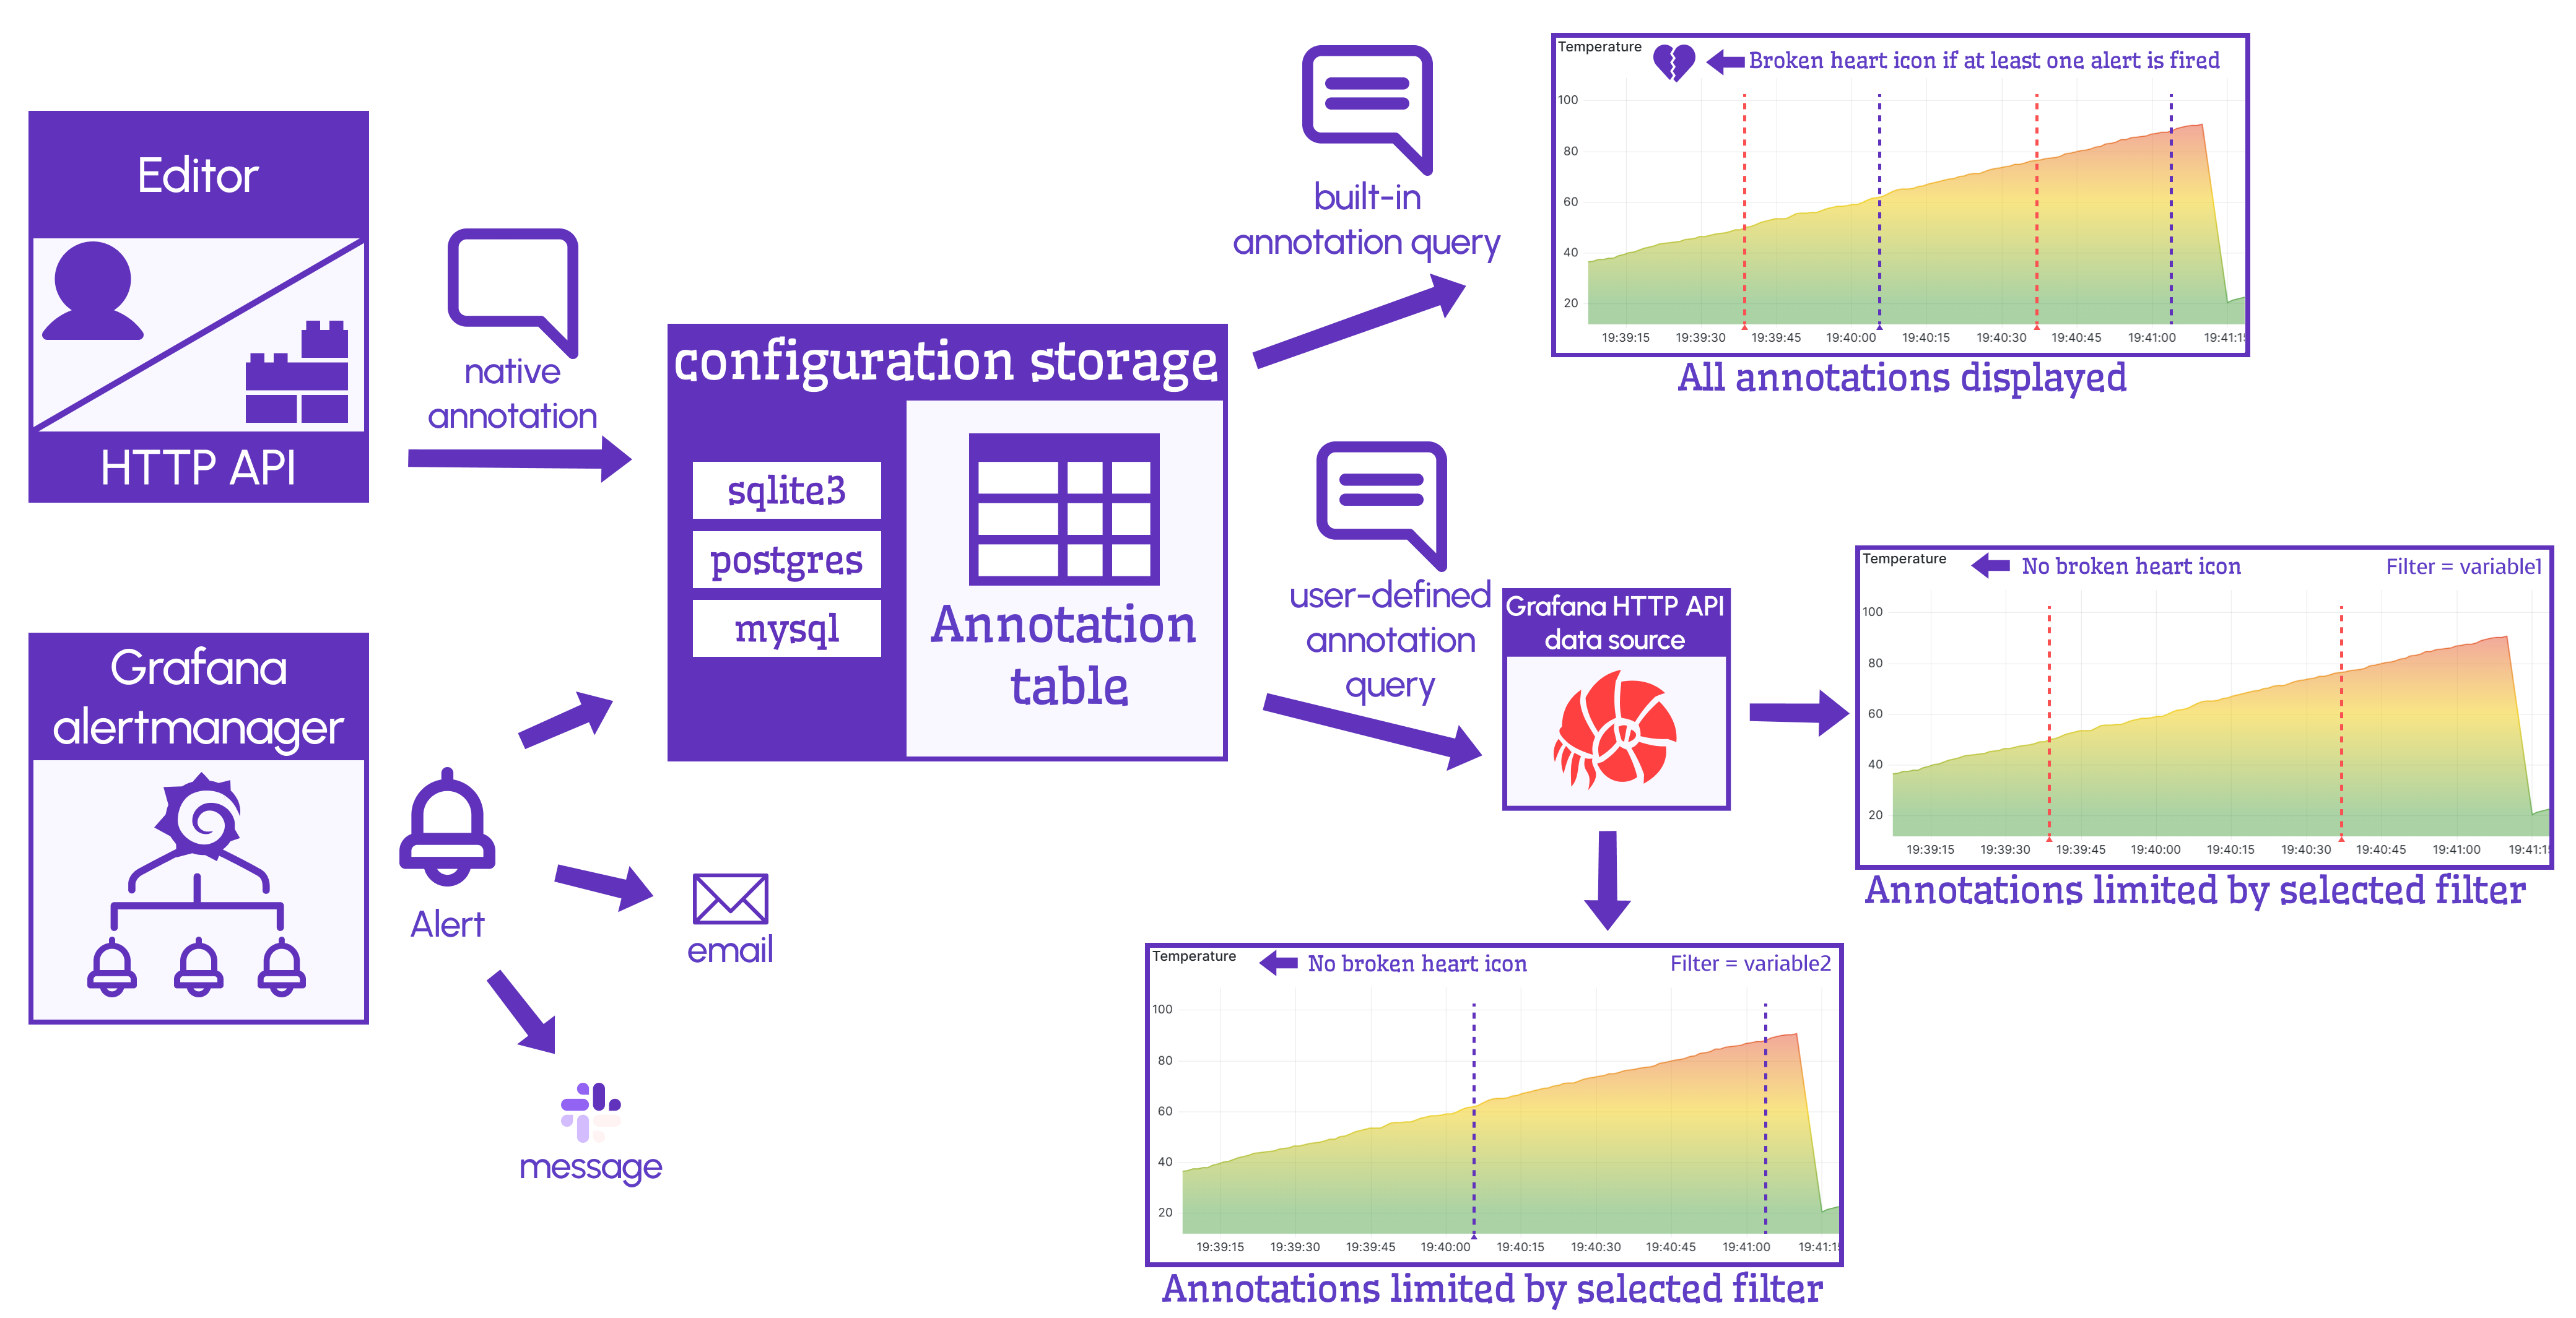 Editor
HTTP API
native
annotation
Grafana
alertmanager
Alert
email
message
configuration storage
sqlite3
postgres
mysql
Annotation
table
built-in
annotation query
user-defined
annotation
query
Grafana HTTP API
data source
Temperature
Broken heart icon if at least one alert is fired
100
80
60
40
20
19:39:15 19:39:30 19:39:45 19:40:00 19:40:15 19:40:30 19:40:45 19:41:00 19:41:1
All annotations displayed
Temperature
No broken heart icon
Filter = variable1
100
80
60
40
20
19:39:15 19:39:30 19:39:45 19:40:00 19:40:15 19:40:30 19:40:45 19:41:00 19:41:1
Annotations limited by selected filter
Temperature
No broken heart icon
Filter = variable2
100
80
60
40
20
19:39:15 19:39:30 19:39:45 19:40:00 19:40:15 19:40:30 19:40:45 19:41:00 19:41:1
Annotations limited by selected filter